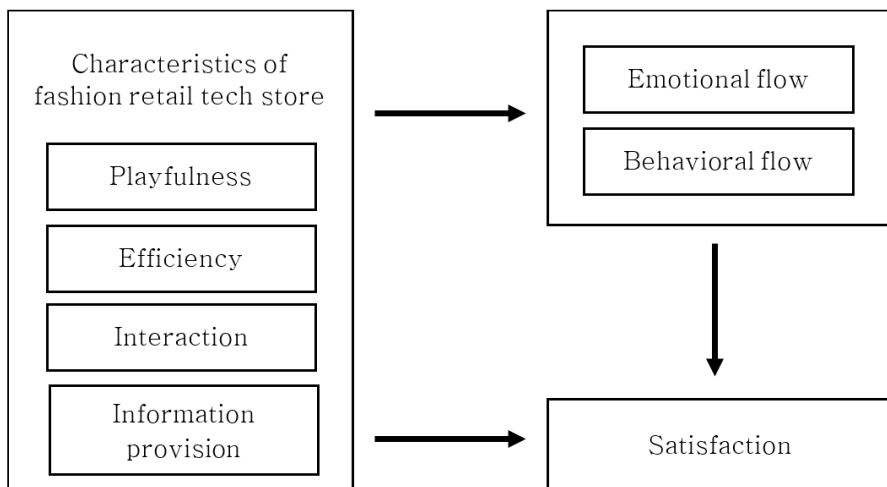 Characteristics of
fashion retail tech store
Playfulness
Efficiency
Interaction
Information
provision
Emotional flow
Behavioral flow
Satisfaction